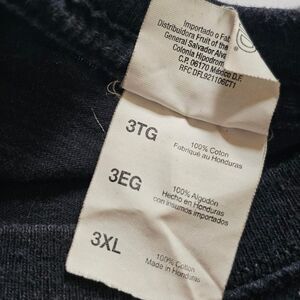 Importado o Fab
Distribuidora Fruit of the
General Salvador Alva
Colonia Hipodrom
C.P. 06170 México D.F.
RFC DFL921106CT1
3TG
100% Coton
Fabriqué au Honduras
3EG
100% Algodón
Hecho en Honduras
con insumos importados
3XL
100% Cotton
Made in Honduras